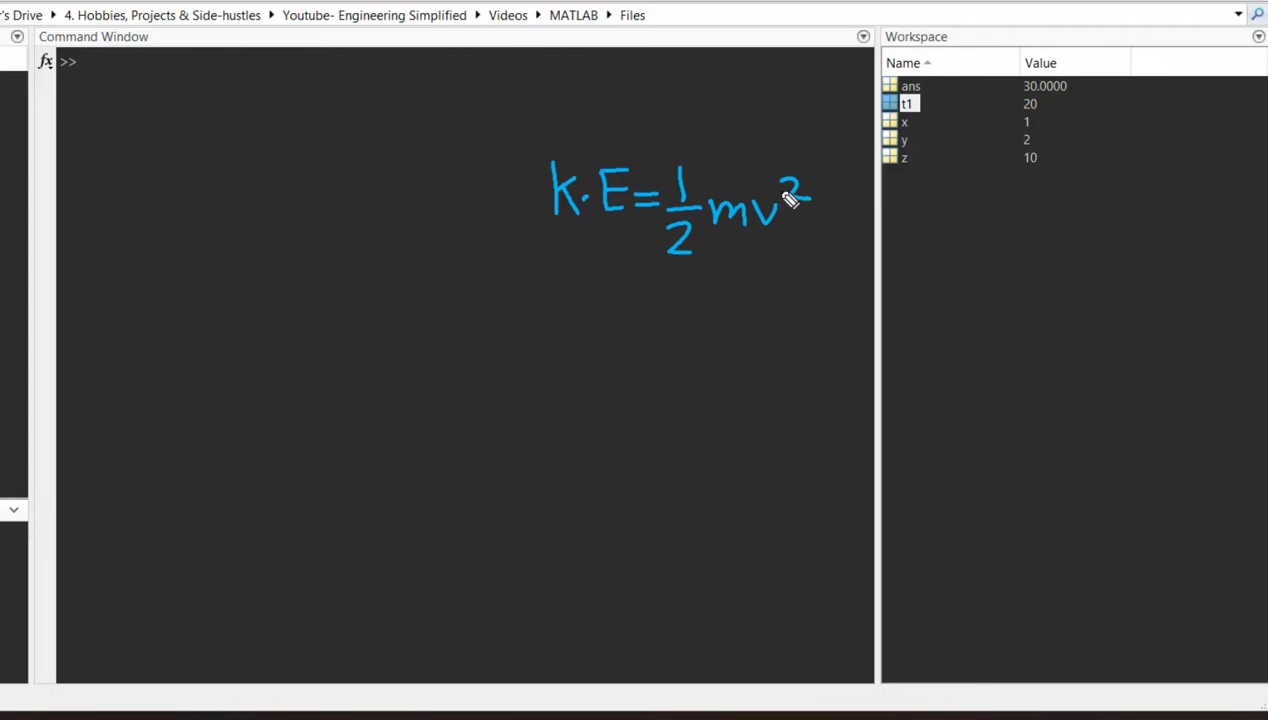 's Drive ▸ 4. Hobbies, Projects & Side-hustles ▸ Youtube- Engineering Simplified ▸ Videos ▸ MATLAB ▸ Files
Command Window
Workspace
fx >>
Name Value
ans 30.0000
t1 20
x 1
y 2
z 10
K.E = 1/2 mv²